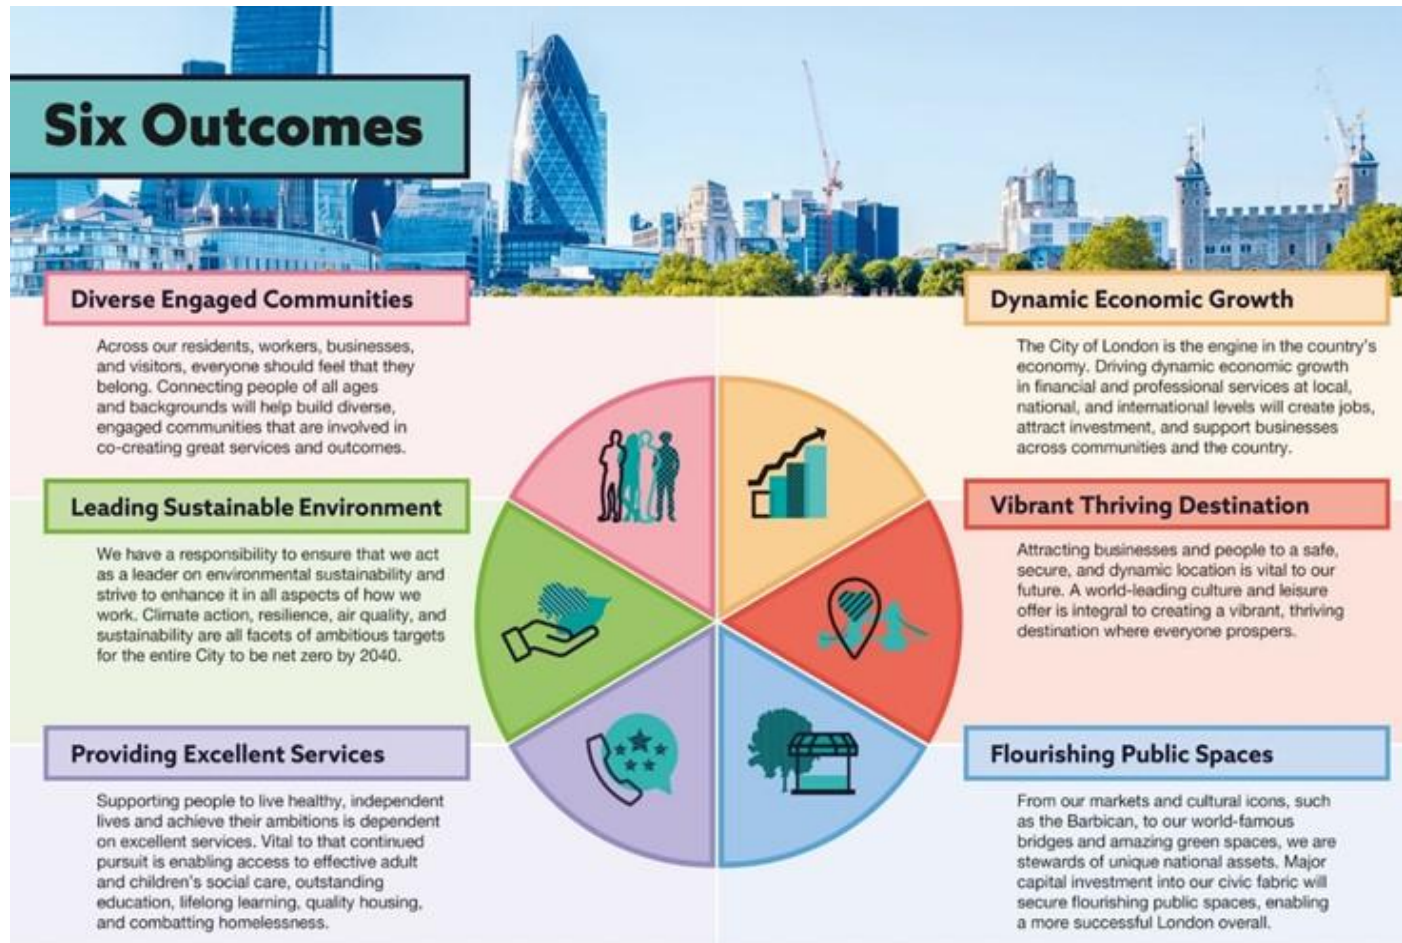 Six Outcomes
Diverse Engaged Communities
Across our residents, workers, businesses,
and visitors, everyone should feel that they
belong. Connecting people of all ages
and backgrounds will help build diverse,
engaged communities that are involved in
co-creating great services and outcomes.
Leading Sustainable Environment
We have a responsibility to ensure that we act
as a leader on environmental sustainability and
strive to enhance it in all aspects of how we
work. Climate action, resilience, air quality, and
sustainability are all facets of ambitious targets
for the entire City to be net zero by 2040.
Providing Excellent Services
Supporting people to live healthy, independent
lives and achieve their ambitions is dependent
on excellent services. Vital to that continued
pursuit is enabling access to effective adult
and children's social care, outstanding
education, lifelong learning, quality housing,
and combatting homelessness.
Dynamic Economic Growth
The City of London is the engine in the country's
economy. Driving dynamic economic growth
in financial and professional services at local,
national, and international levels will create jobs,
attract investment, and support businesses
across communities and the country.
Vibrant Thriving Destination
Attracting businesses and people to a safe,
secure, and dynamic location is vital to our
future. A world-leading culture and leisure
offer is integral to creating a vibrant, thriving
destination where everyone prospers.
Flourishing Public Spaces
From our markets and cultural icons, such
as the Barbican, to our world-famous
bridges and amazing green spaces, we are
stewards of unique national assets. Major
capital investment into our civic fabric will
secure flourishing public spaces, enabling
a more successful London overall.